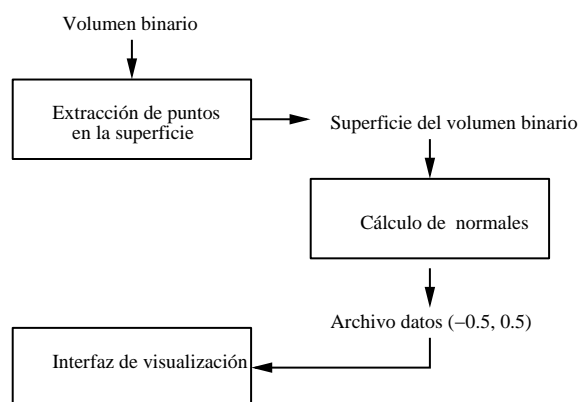 Volumen binario
Extracción de puntos
en la superficie
Superficie del volumen binario
Cálculo de normales
Archivo datos (−0.5, 0.5)
Interfaz de visualización